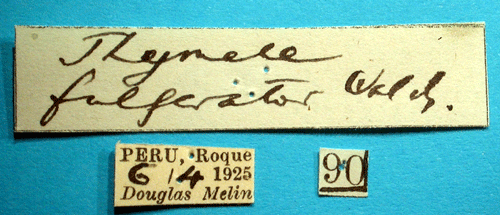 Thymele
fulgerator Walch.
PERU, Roque
6/4 1925
Douglas Melin
90